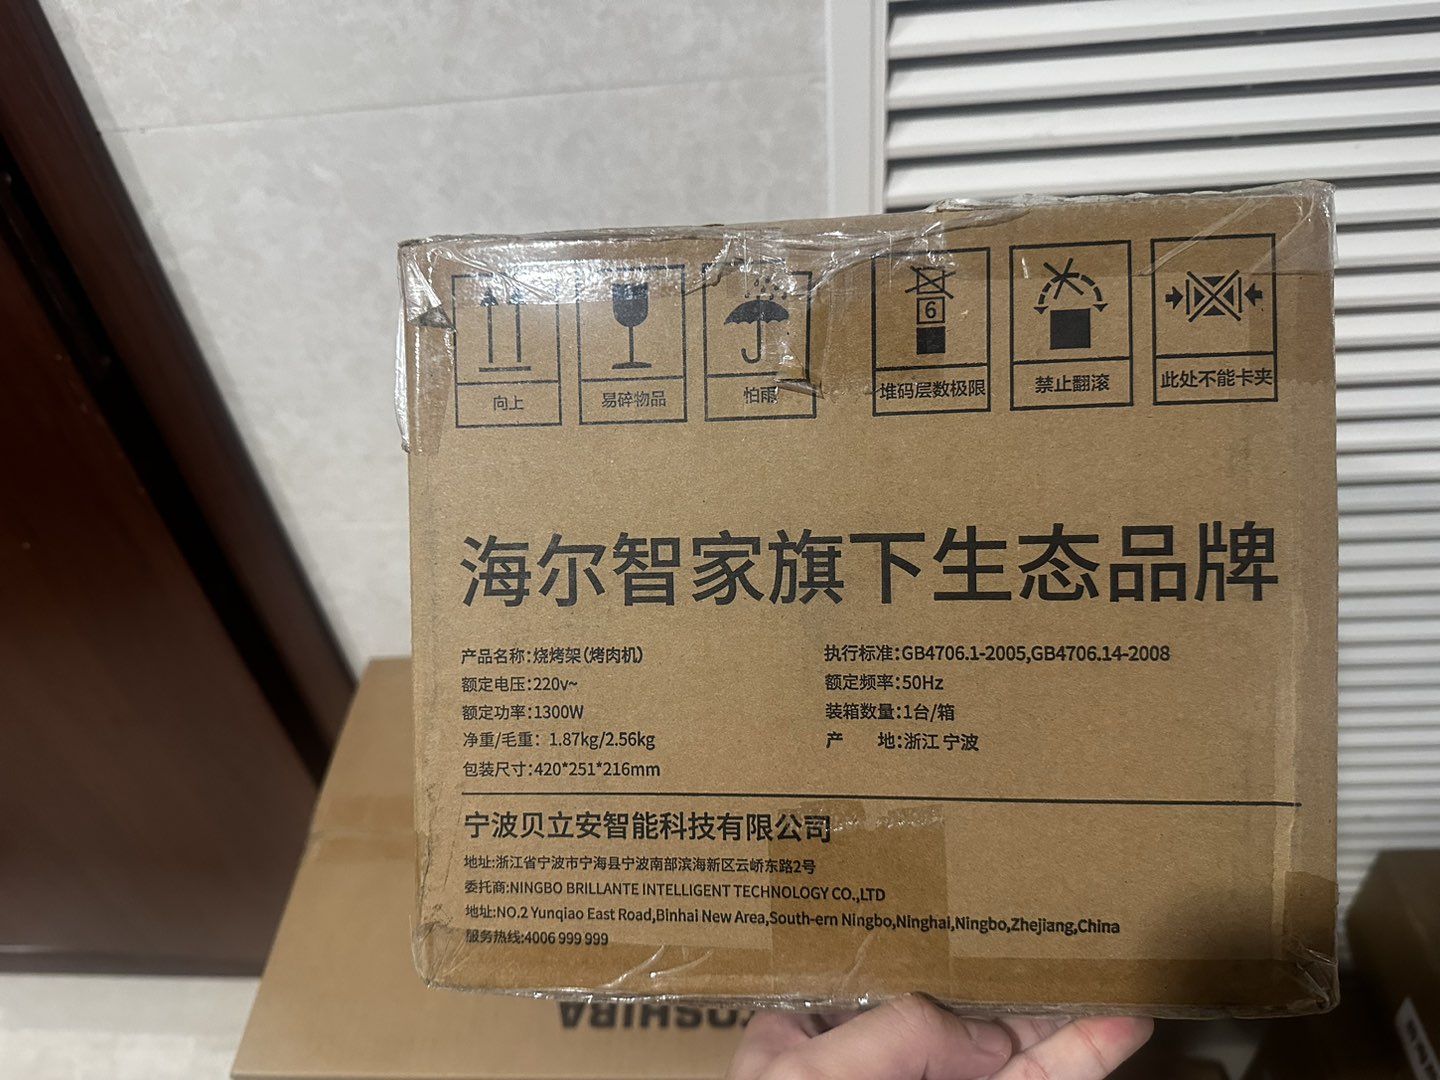 6
向上
易碎物品
怕雨
堆码层数极限
禁止翻滚
此处不能卡夹
海尔智家旗下生态品牌
产品名称:烧烤架(烤肉机)
执行标准:GB4706.1-2005,GB4706.14-2008
额定电压:220v~
额定频率:50Hz
额定功率:1300W
装箱数量:1台/箱
净重/毛重: 1.87kg/2.56kg
产 地:浙江 宁波
包装尺寸:420*251*216mm
宁波贝立安智能科技有限公司
地址:浙江省宁波市宁海县宁波南部滨海新区云峤东路2号
委托商:NINGBO BRILLANTE INTELLIGENT TECHNOLOGY CO.,LTD
地址:NO.2 Yunqiao East Road,Binhai New Area,South-ern Ningbo,Ninghai,Ningbo,Zhejiang,China
服务热线:4006 999 999
TOSHIBA